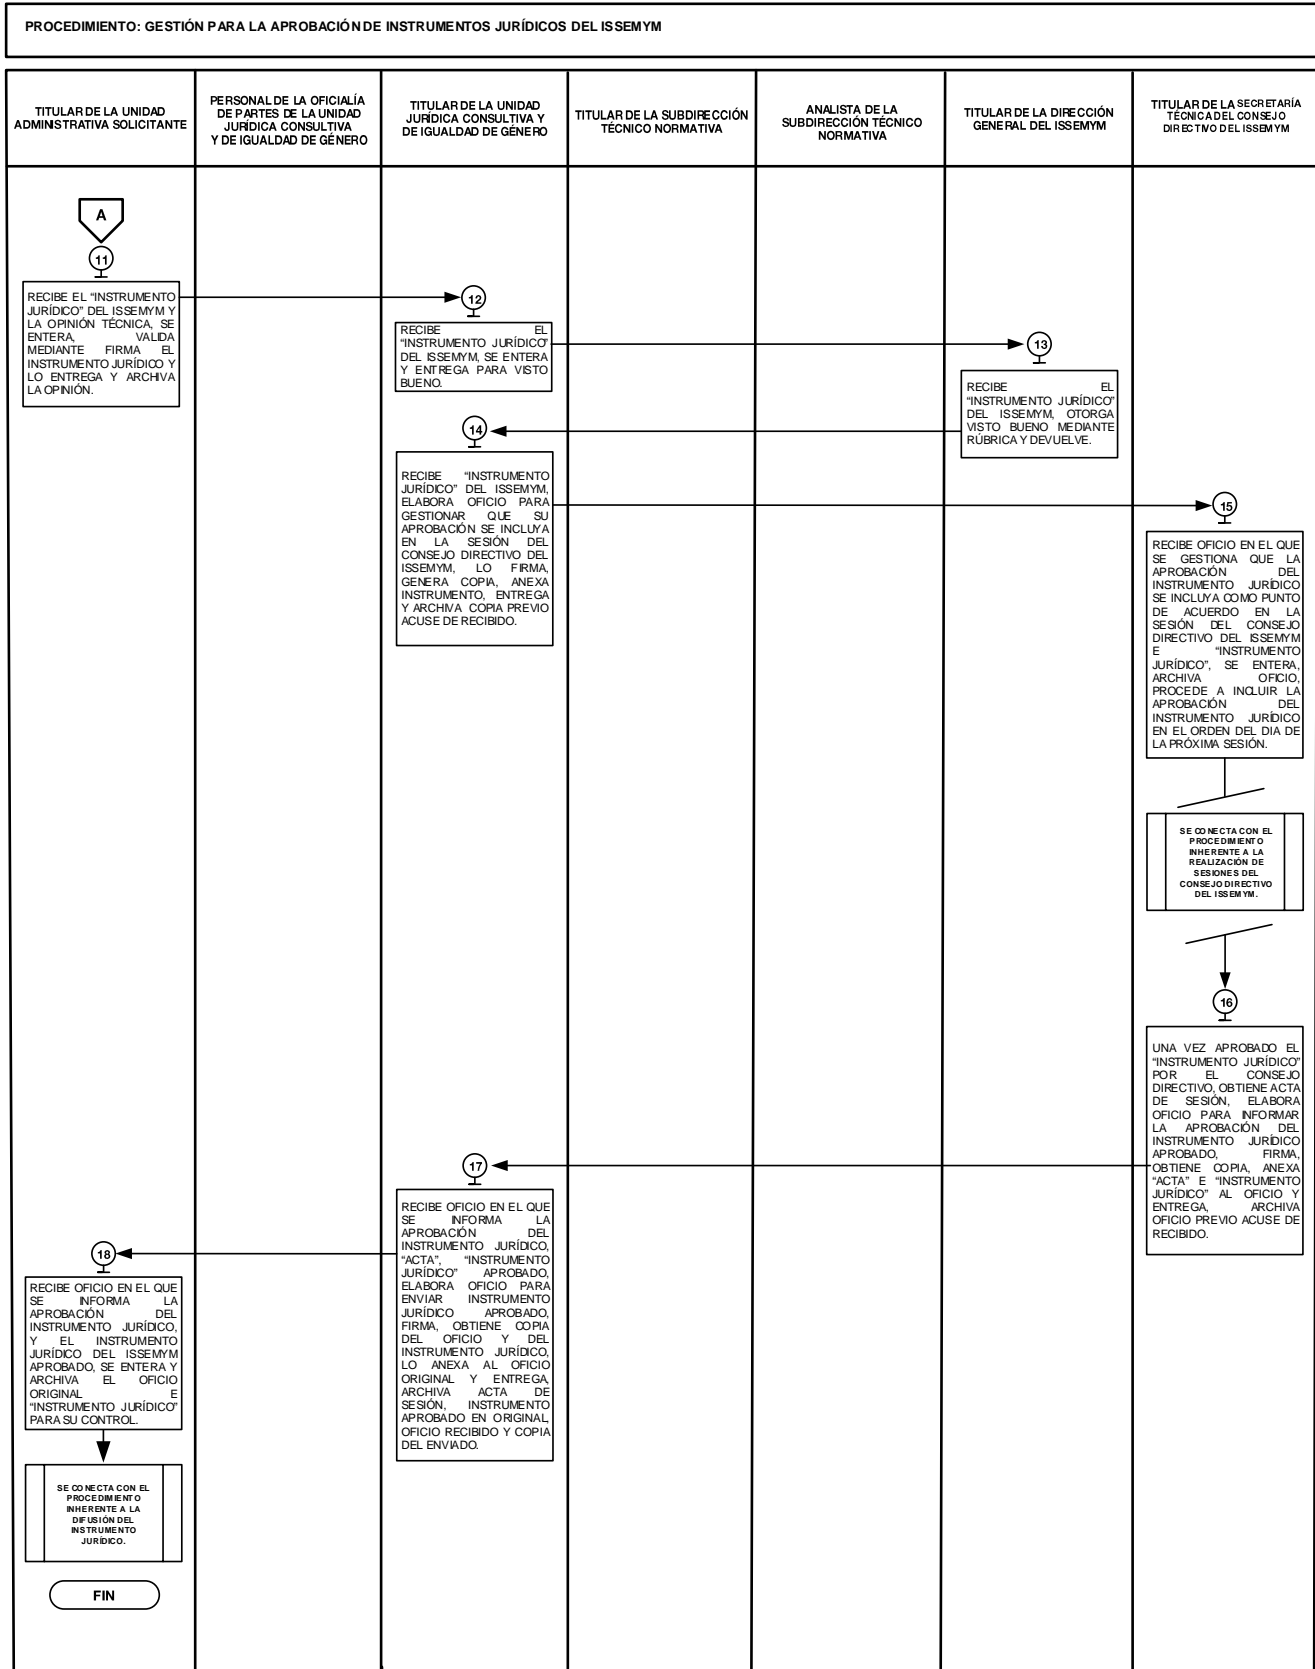 PROCEDIMIENTO: GESTIÓN PARA LA APROBACIÓN DE INSTRUMENTOS JURÍDICOS DEL ISSEMYM
TITULAR DE LA UNIDAD
ADMINISTRATIVA SOLICITANTE
PERSONAL DE LA OFICIALÍA
DE PARTES DE LA UNIDAD
JURÍDICA CONSULTIVA
Y DE IGUALDAD DE GÉNERO
TITULAR DE LA UNIDAD
JURÍDICA CONSULTIVA Y
DE IGUALDAD DE GÉNERO
TITULAR DE LA SUBDIRECCIÓN
TÉCNICO NORMATIVA
ANALISTA DE LA
SUBDIRECCIÓN TÉCNICO
NORMATIVA
TITULAR DE LA DIRECCIÓN
GENERAL DEL ISSEMYM
TITULAR DE LA SECRETARÍA
TÉCNICA DEL CONSEJO
DIRECTIVO DEL ISSEMYM
A
11
RECIBE EL “INSTRUMENTO
JURÍDICO” DEL ISSEMYM Y
LA OPINIÓN TÉCNICA, SE
ENTERA, VALIDA
MEDIANTE FIRMA EL
INSTRUMENTO JURÍDICO Y
LO ENTREGA Y ARCHIVA
LA OPINIÓN.
12
RECIBE EL
“INSTRUMENTO JURÍDICO”
DEL ISSEMYM, SE ENTERA
Y ENTREGA PARA VISTO
BUENO.
13
RECIBE EL
“INSTRUMENTO JURÍDICO”
DEL ISSEMYM, OTORGA
VISTO BUENO MEDIANTE
RÚBRICA Y DEVUELVE.
14
RECIBE “INSTRUMENTO
JURÍDICO” DEL ISSEMYM,
ELABORA OFICIO PARA
GESTIONAR QUE SU
APROBACIÓN SE INCLUYA
EN LA SESIÓN DEL
CONSEJO DIRECTIVO DEL
ISSEMYM, LO FIRMA,
GENERA COPIA, ANEXA
INSTRUMENTO, ENTREGA
Y ARCHIVA COPIA PREVIO
ACUSE DE RECIBIDO.
15
RECIBE OFICIO EN EL QUE
SE GESTIONA QUE LA
APROBACIÓN DEL
INSTRUMENTO JURÍDICO
SE INCLUYA COMO PUNTO
DE ACUERDO EN LA
SESIÓN DEL CONSEJO
DIRECTIVO DEL ISSEMYM
E “INSTRUMENTO
JURÍDICO”, SE ENTERA,
ARCHIVA OFICIO,
PROCEDE A INCLUIR LA
APROBACIÓN DEL
INSTRUMENTO JURÍDICO
EN EL ORDEN DEL DIA DE
LA PRÓXIMA SESIÓN.
SE CONECTA CON EL
PROCEDIMIENTO
INHERENTE A LA
REALIZACIÓN DE
SESIONES DEL
CONSEJO DIRECTIVO
DEL ISSEMYM.
16
UNA VEZ APROBADO EL
“INSTRUMENTO JURÍDICO”
POR EL CONSEJO
DIRECTIVO, OBTIENE ACTA
DE SESIÓN, ELABORA
OFICIO PARA INFORMAR
LA APROBACIÓN DEL
INSTRUMENTO JURÍDICO
APROBADO, FIRMA,
OBTIENE COPIA, ANEXA
“ACTA” E “INSTRUMENTO
JURÍDICO” AL OFICIO Y
ENTREGA, ARCHIVA
OFICIO PREVIO ACUSE DE
RECIBIDO.
17
RECIBE OFICIO EN EL QUE
SE INFORMA LA
APROBACIÓN DEL
INSTRUMENTO JURÍDICO,
“ACTA”, “INSTRUMENTO
JURÍDICO” APROBADO,
ELABORA OFICIO PARA
ENVIAR INSTRUMENTO
JURÍDICO APROBADO,
FIRMA, OBTIENE COPIA
DEL OFICIO Y DEL
INSTRUMENTO JURÍDICO,
LO ANEXA AL OFICIO
ORIGINAL Y ENTREGA,
ARCHIVA ACTA DE
SESIÓN, INSTRUMENTO
APROBADO EN ORIGINAL,
OFICIO RECIBIDO Y COPIA
DEL ENVIADO.
18
RECIBE OFICIO EN EL QUE
SE INFORMA LA
APROBACIÓN DEL
INSTRUMENTO JURÍDICO,
Y EL INSTRUMENTO
JURÍDICO DEL ISSEMYM
APROBADO, SE ENTERA Y
ARCHIVA EL OFICIO
ORIGINAL E
“INSTRUMENTO JURÍDICO”
PARA SU CONTROL.
SE CONECTA CON EL
PROCEDIMIENTO
INHERENTE A LA
DIFUSIÓN DEL
INSTRUMENTO
JURÍDICO.
FIN